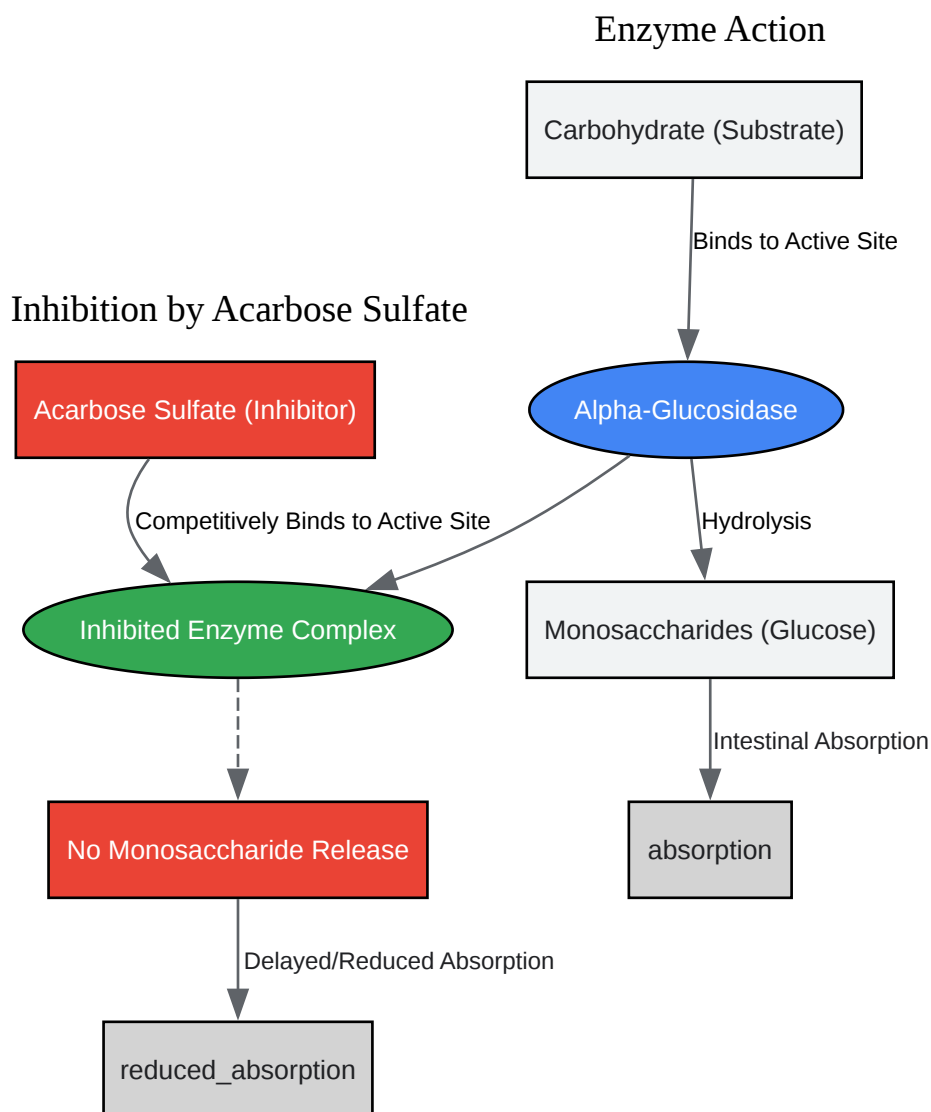 Enzyme Action
Carbohydrate (Substrate)
Binds to Active Site
Inhibition by Acarbose Sulfate
Acarbose Sulfate (Inhibitor)
Alpha-Glucosidase
Competitively Binds to Active Site
Hydrolysis
Inhibited Enzyme Complex
Monosaccharides (Glucose)
Intestinal Absorption
No Monosaccharide Release
absorption
Delayed/Reduced Absorption
reduced_absorption